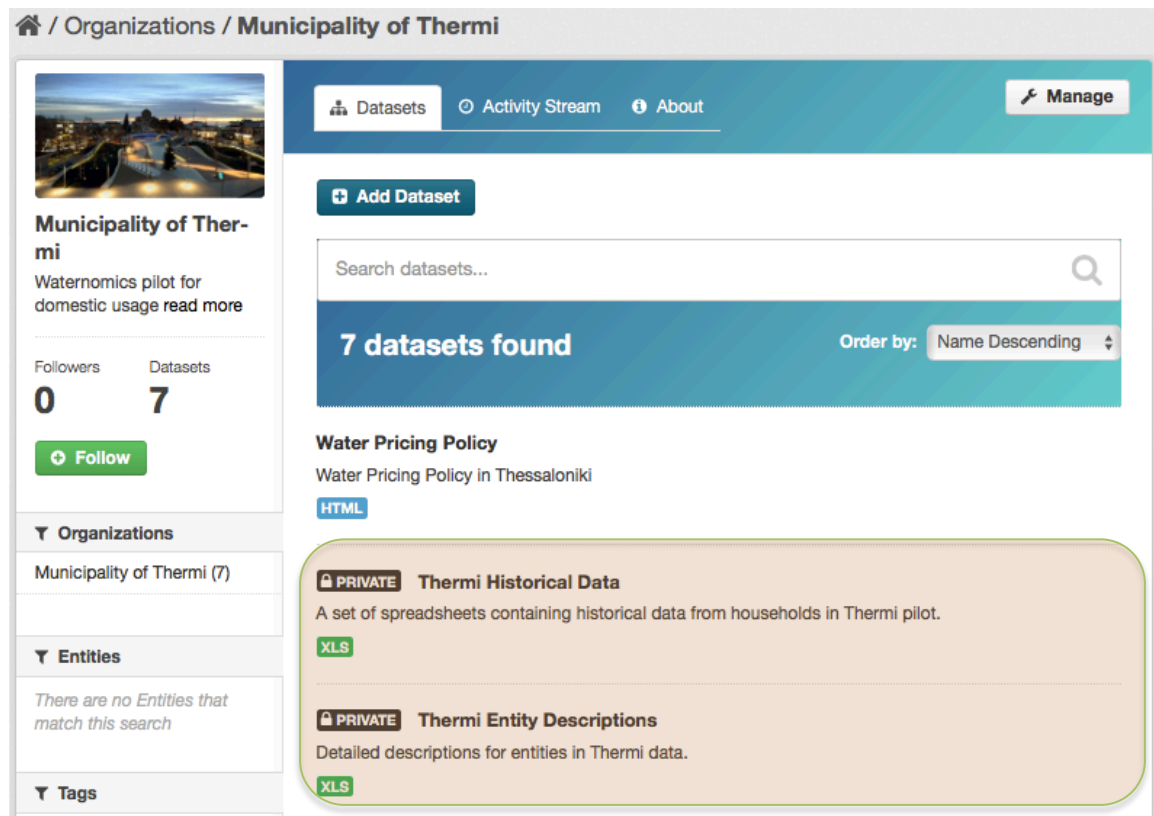 / Organizations / Municipality of Thermi
Datasets
Activity Stream
About
Manage
Municipality of Ther-
mi
Waternomics pilot for
domestic usage read more
Followers
Datasets
0
7
Follow
Organizations
Municipality of Thermi (7)
Entities
There are no Entities that
match this search
Tags
Add Dataset
Search datasets...
7 datasets found
Order by: Name Descending
Water Pricing Policy
Water Pricing Policy in Thessaloniki
HTML
PRIVATE Thermi Historical Data
A set of spreadsheets containing historical data from households in Thermi pilot.
XLS
PRIVATE Thermi Entity Descriptions
Detailed descriptions for entities in Thermi data.
XLS